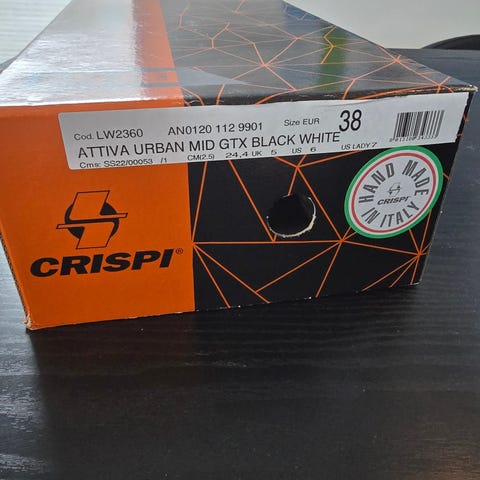 Cod. LW2360 AN0120 112 9901 Size EUR 38
ATTIVA URBAN MID GTX BLACK WHITE
Cms: SS22/00053 /1 CM(2.5) 24,4 UK 5 US 6 US LADY 7
HAND MADE
CRISPI
IN ITALY
CRISPI®